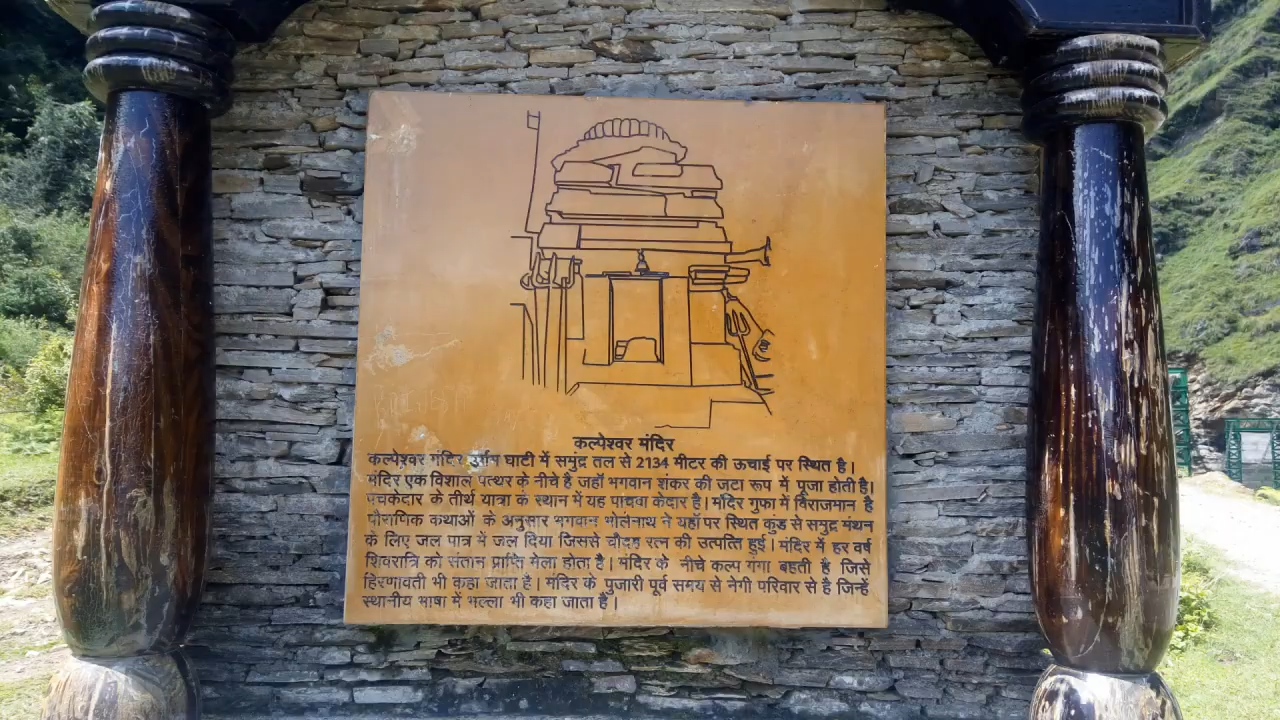 कल्पेश्वर मंदिर
कल्पेश्वर मंदिर उर्गम घाटी में समुंद्र तल से 2134 मीटर की ऊचाई पर स्थित है।
मंदिर एक विशाल पत्थर के नीचे है जहाँ भगवान शंकर की जटा रूप में पूजा होती है।
पंचकेदार के तीर्थ यात्रा के स्थान में यह पांचवा केदार है। मंदिर गुफा में विराजमान है
पौराणिक कथाओं के अनुसार भगवान भोलेनाथ ने यहाँ पर स्थित कुंड से समुद्र मंथन
के लिए जल पात्र में जल दिया जिससे चौदह रत्न की उत्पत्ति हुई। मंदिर में हर वर्ष
शिवरात्रि को संतान प्राप्ति मेला होता है। मंदिर के नीचे कल्प गंगा बहती है जिसे
हिरणावती भी कहा जाता है। मंदिर के पुजारी पूर्व समय से नेगी परिवार से है जिन्हें
स्थानीय भाषा में भल्ला भी कहा जाता है।